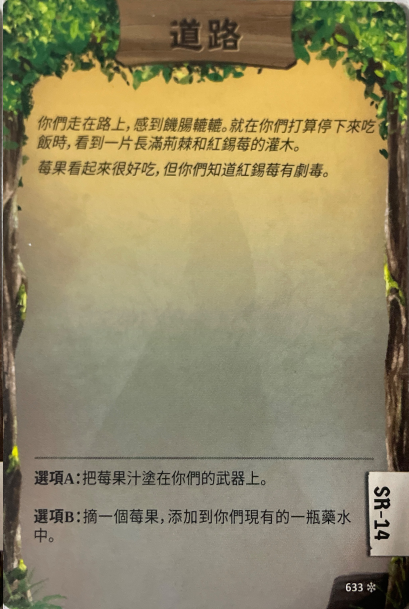 道路
你們走在路上，感到饑腸轆轆。就在你們打算停下來吃
飯時，看到一片長滿荊棘和紅錫莓的灌木。
莓果看起來很好吃，但你們知道紅錫莓有劇毒。
選項A：把莓果汁塗在你們的武器上。
選項B：摘一個莓果，添加到你們現有的一瓶藥水
中。
SR-14
633 ✲